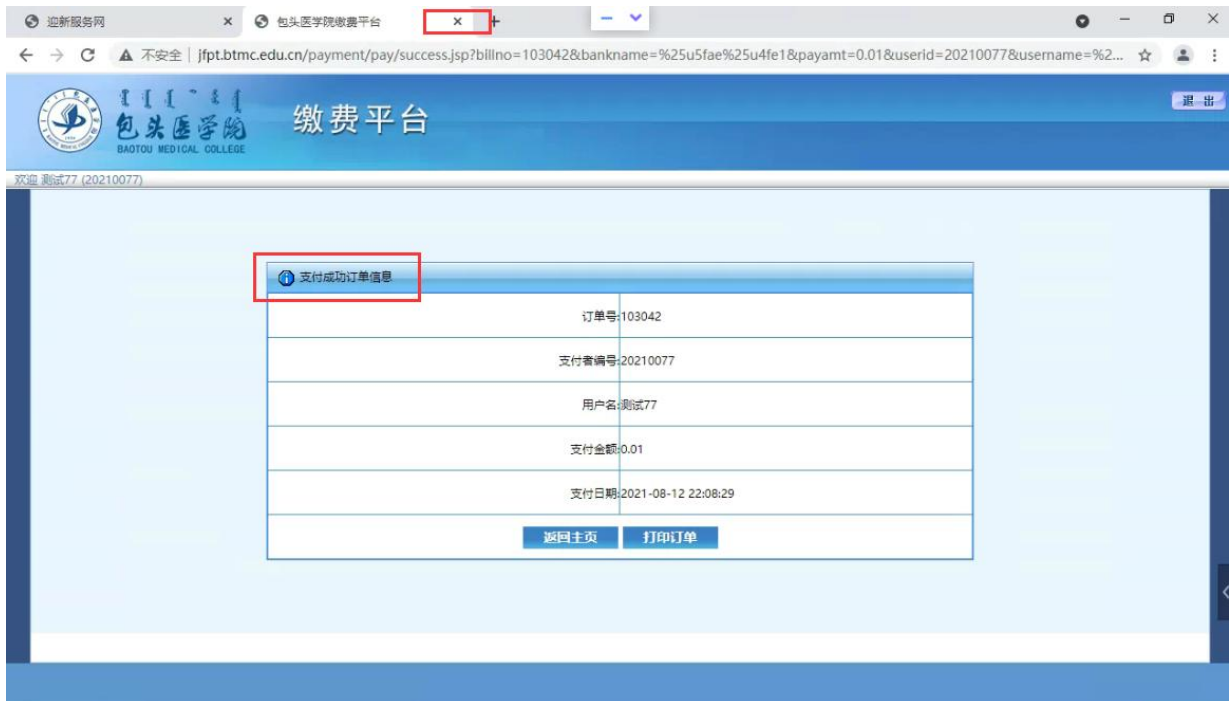 迎新服务网
包头医学院缴费平台
不安全 | jfpt.btmc.edu.cn/payment/pay/success.jsp?billno=103042&bankname=%25u5fae%25u4fe1&payamt=0.01&userid=20210077&username=%2...
包头医学院
BAOTOU MEDICAL COLLEGE
缴费平台
退 出
欢迎 测试77 (20210077)
支付成功订单信息
订单号:103042
支付者编号:20210077
用户名:测试77
支付金额:0.01
支付日期:2021-08-12 22:08:29
返回主页 打印订单